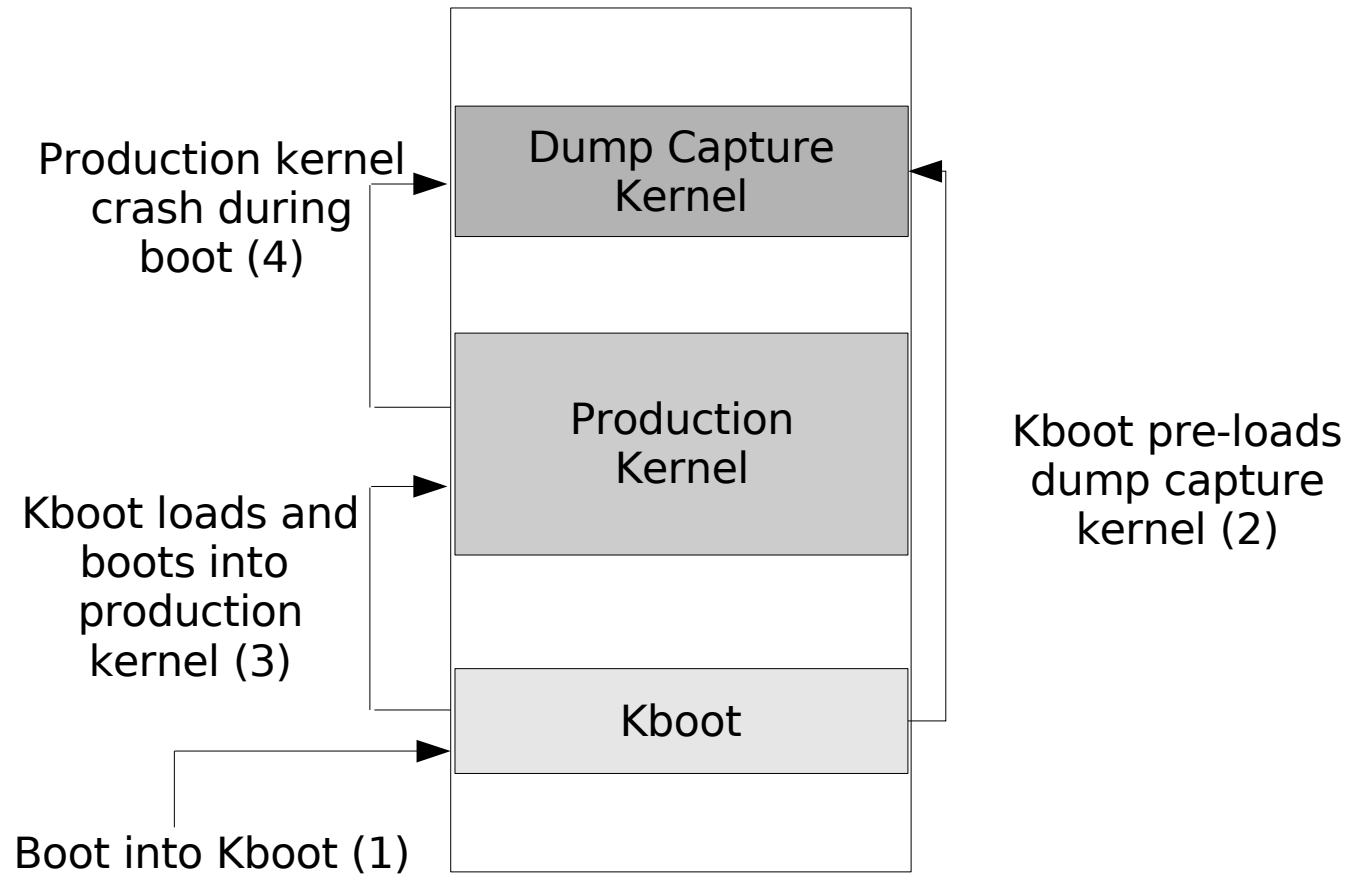 Dump Capture
Kernel
Production kernel
crash during
boot (4)
Production
Kernel
Kboot pre-loads
dump capture
kernel (2)
Kboot loads and
boots into
production
kernel (3)
Kboot
Boot into Kboot (1)